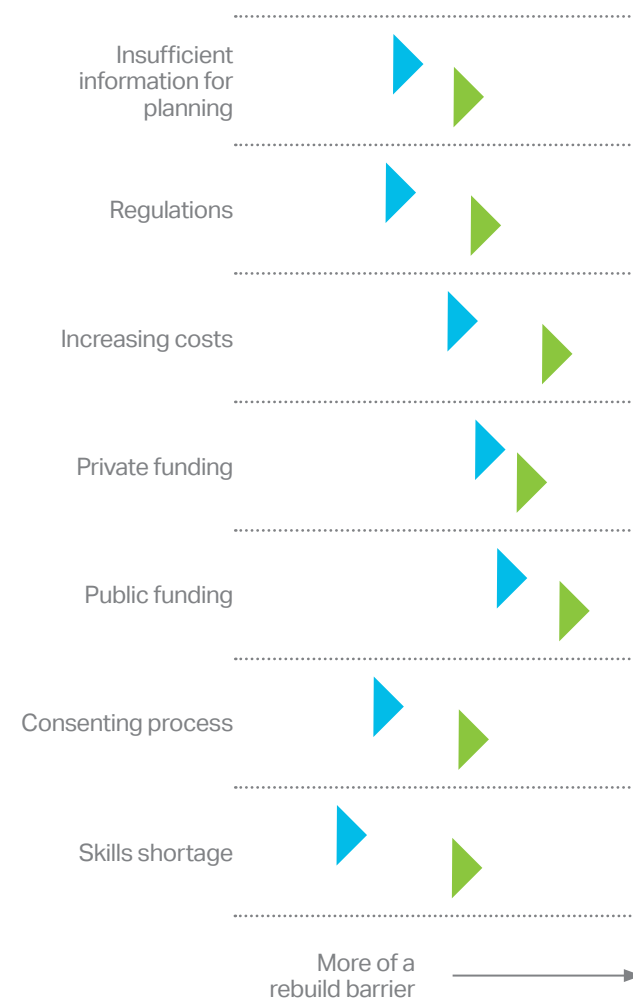 Insufficient
information for
planning
Regulations
Increasing costs
Private funding
Public funding
Consenting process
Skills shortage
More of a
rebuild barrier